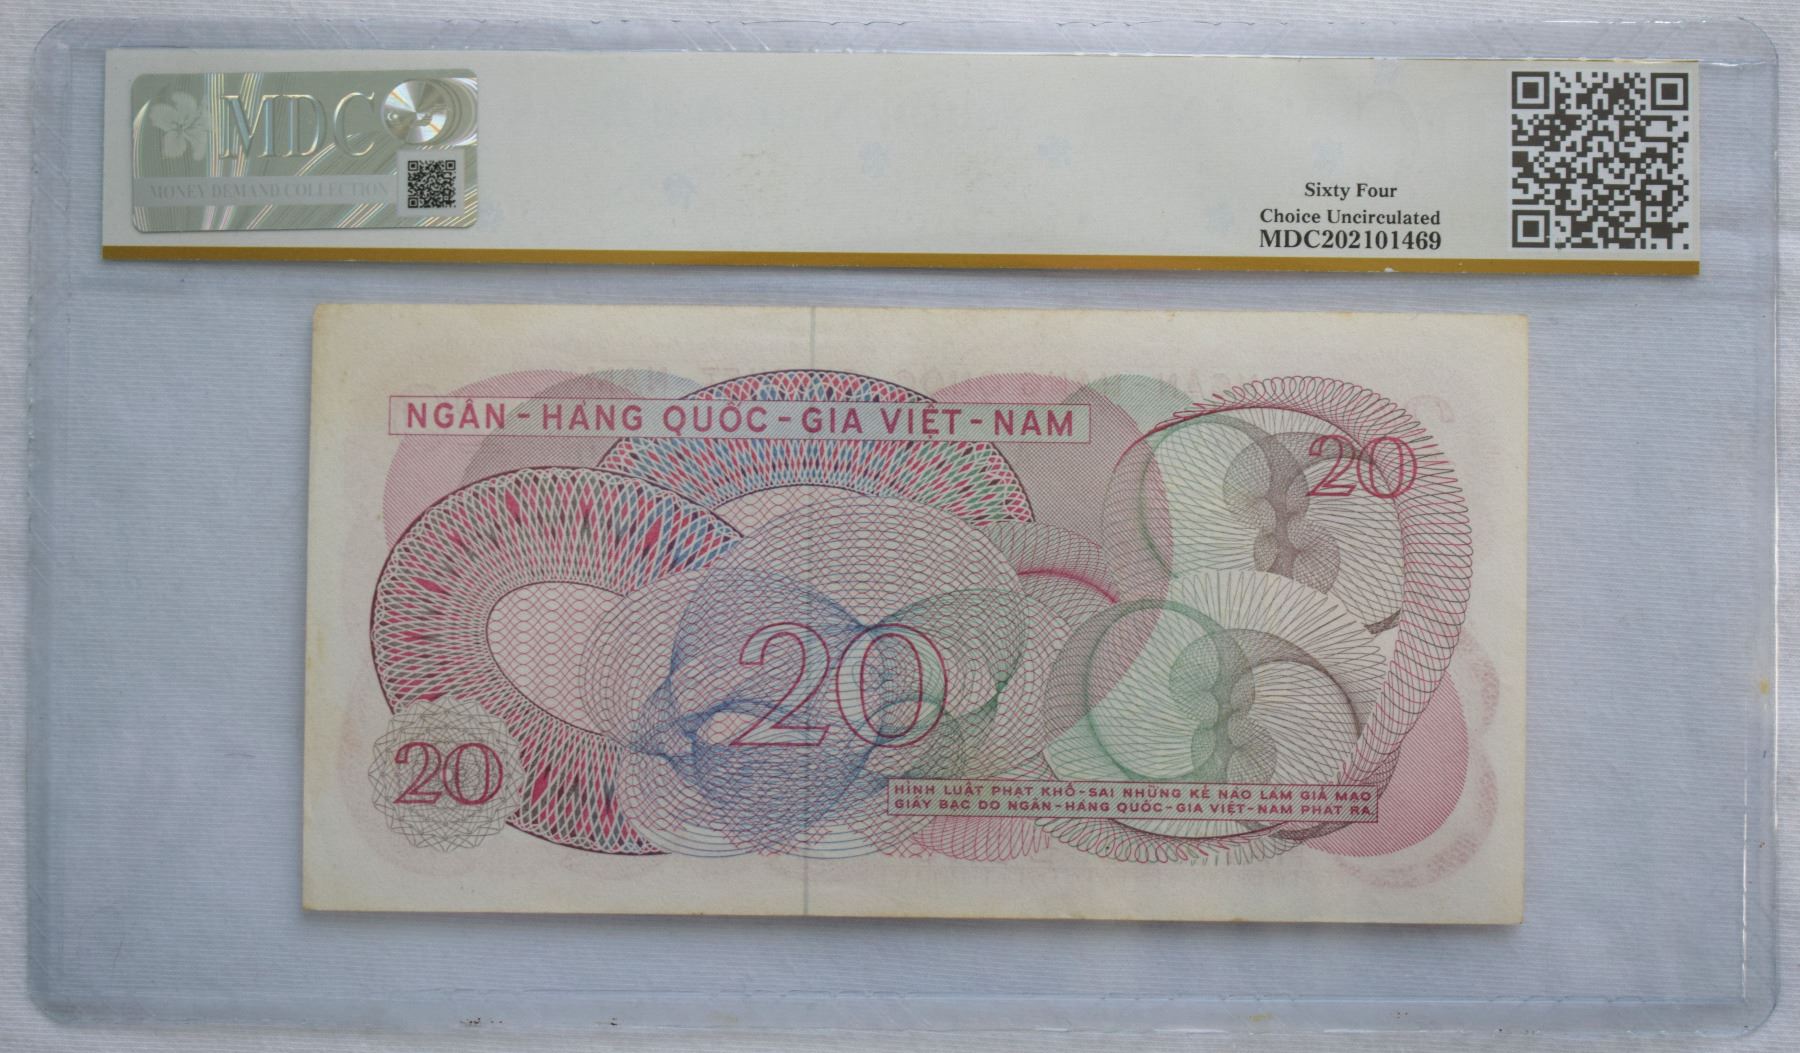 MDC
MONEY DEMAND COLLECTION
Sixty Four
Choice Uncirculated
MDC202101469
NGÂN-HÀNG QUỐC-GIA VIỆT-NAM
20
20
20
HÌNH LUẬT PHẠT KHỔ-SAI NHỮNG KẺ NÀO LÀM GIẢ MẠO
GIẤY BẠC DO NGÂN-HÀNG QUỐC-GIA VIỆT-NAM PHÁT RA.